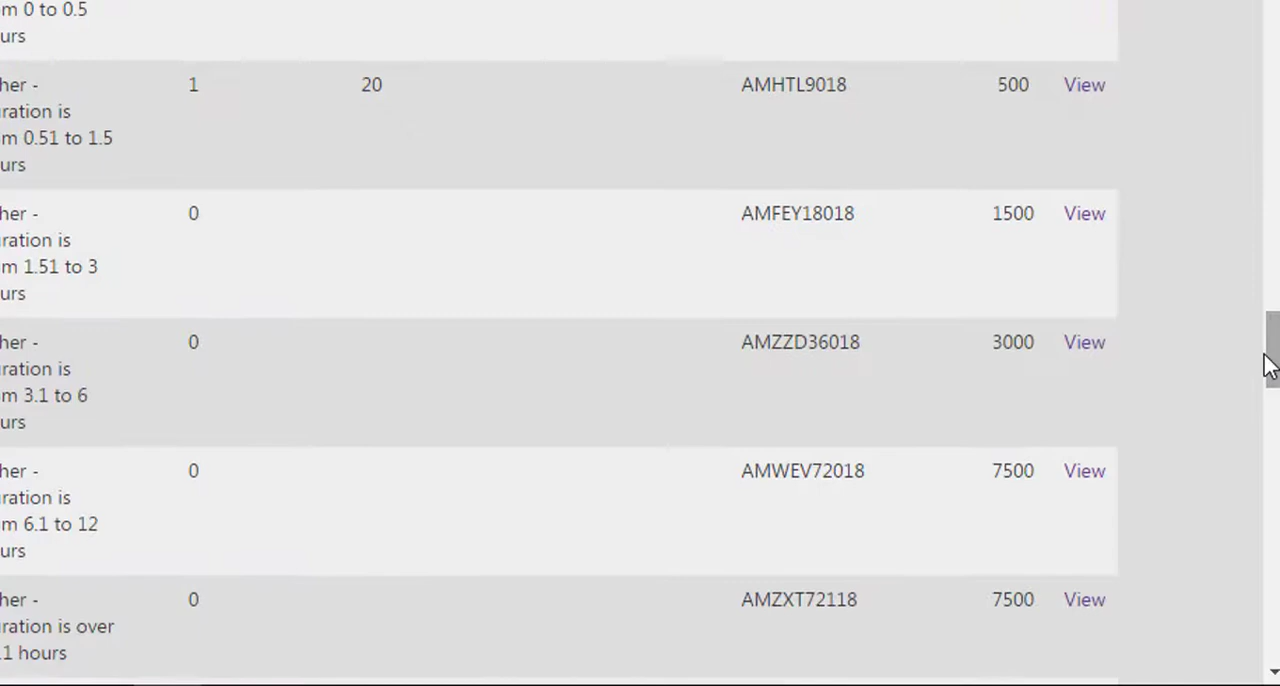 m 0 to 0.5
urs
her - 1 20 AMHTL9018 500 View
ration is
m 0.51 to 1.5
urs
her - 0 AMFEY18018 1500 View
ration is
m 1.51 to 3
urs
her - 0 AMZZD36018 3000 View
ration is
m 3.1 to 6
urs
her - 0 AMWEV72018 7500 View
ration is
m 6.1 to 12
urs
her - 0 AMZXT72118 7500 View
ration is over
.1 hours